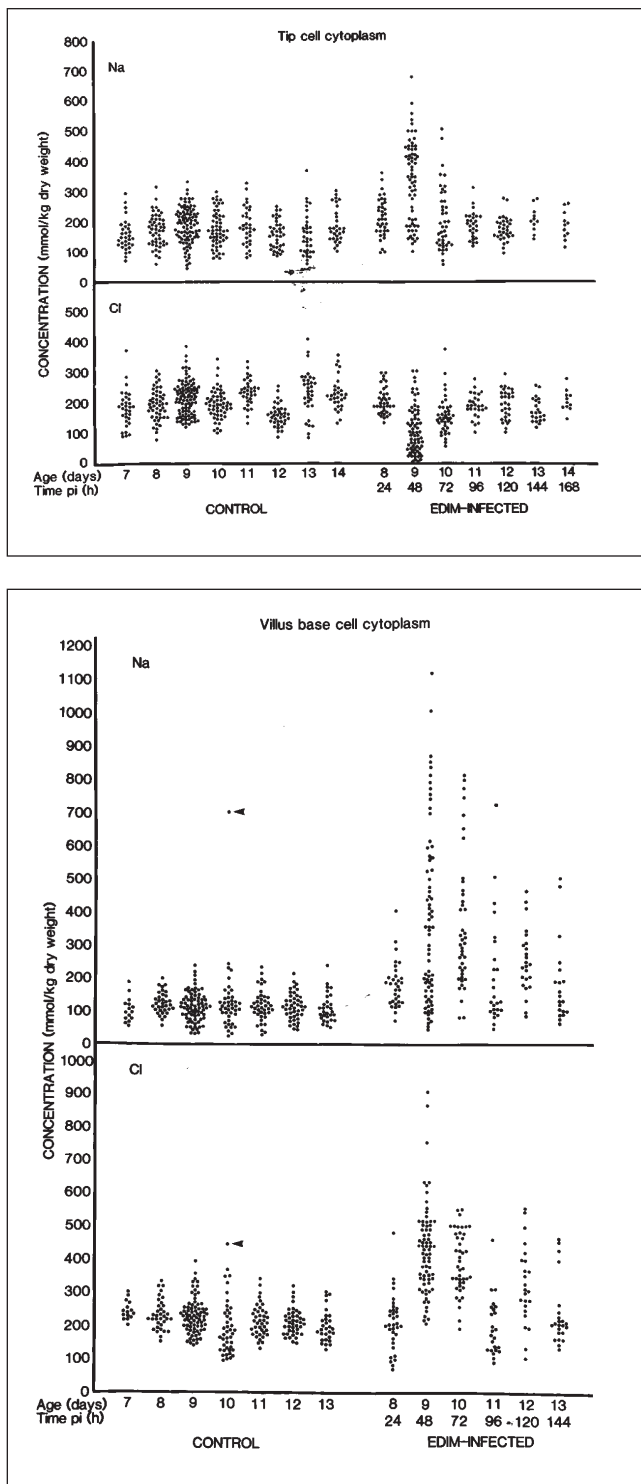 Tip cell cytoplasm
Na
800
700
600
500
400
300
200
100
0
CONCENTRATION (mmol/kg dry weight)
Cl
500
400
300
200
100
0
Age (days) 7 8 9 10 11 12 13 14 8 9 10 11 12 13 14
Time pi (h) 24 48 72 96 120 144 168
CONTROL EDIM-INFECTED
Villus base cell cytoplasm
Na
1200
1100
1000
900
800
700
600
500
400
300
200
100
0
CONCENTRATION (mmol/kg dry weight)
Cl
1000
900
800
700
600
500
400
300
200
100
0
Age (days) 7 8 9 10 11 12 13 8 9 10 11 12 13
Time pi (h) 24 48 72 96 120 144
CONTROL EDIM-INFECTED